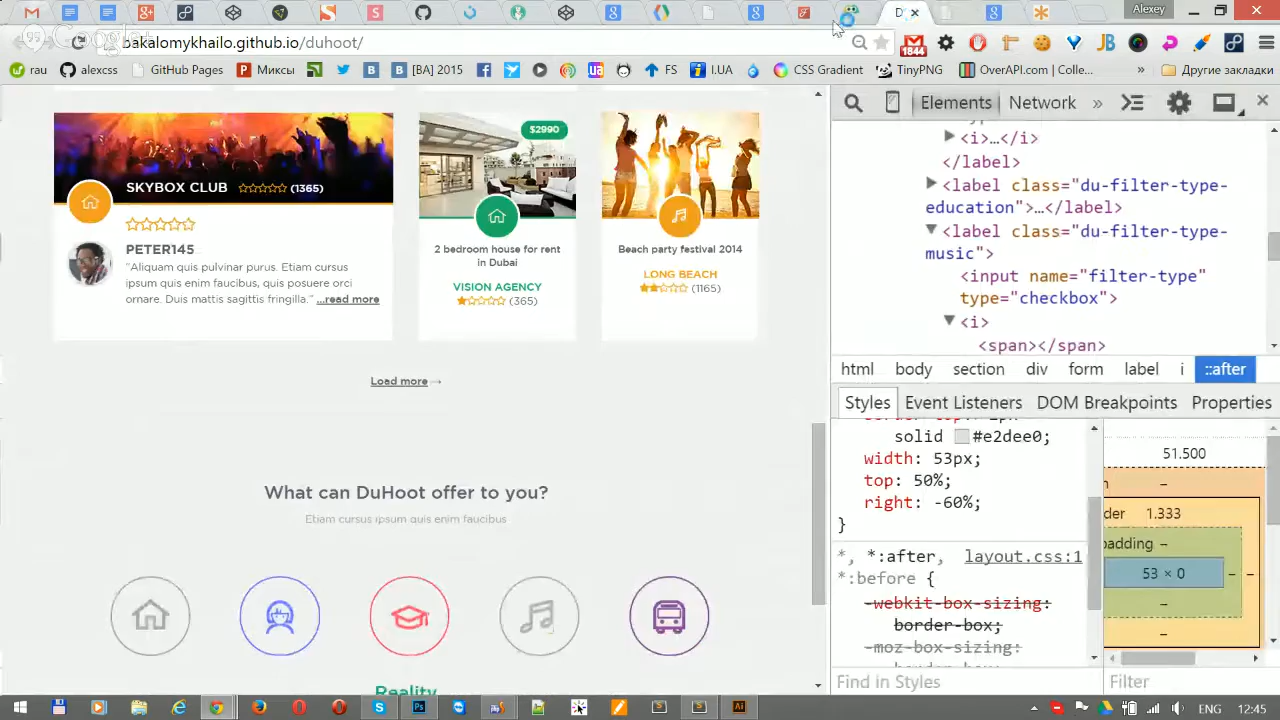 D ×
Alexey
bakalomykhailo.github.io/duhoot/
1844
JB
rau
alexcss
GitHub Pages
Миксы
[BA] 2015
FS
LUA
CSS Gradient
TinyPNG
OverAPI.com | Colle...
»
Другие закладки
SKYBOX CLUB (1365)
PETER145
"Aliquam quis pulvinar purus. Etiam cursus
ipsum quis enim faucibus, quis posuere orci
ornare. Duis mattis sagittis fringilla." ...read more
$2990
2 bedroom house for rent
in Dubai
VISION AGENCY
(365)
Beach party festival 2014
LONG BEACH
(1165)
Load more →
What can DuHoot offer to you?
Etiam cursus ipsum quis enim faucibus
Reality
Elements Network »
<i>…</i>
</label>
<label class="du-filter-type-
education">…</label>
<label class="du-filter-type-
music">
<input name="filter-type"
type="checkbox">
<i>
<span></span>
html body section div form label i ::after
Styles Event Listeners DOM Breakpoints Properties
solid #e2dee0;
width: 53px;
top: 50%;
right: -60%;
}
*, *:after, layout.css:1
*:before {
-webkit-box-sizing:
border-box;
-moz-box-sizing:
51.500
–
der 1.333
padding –
53 × 0
–
–
–
–
Find in Styles
Filter
ENG 12:45